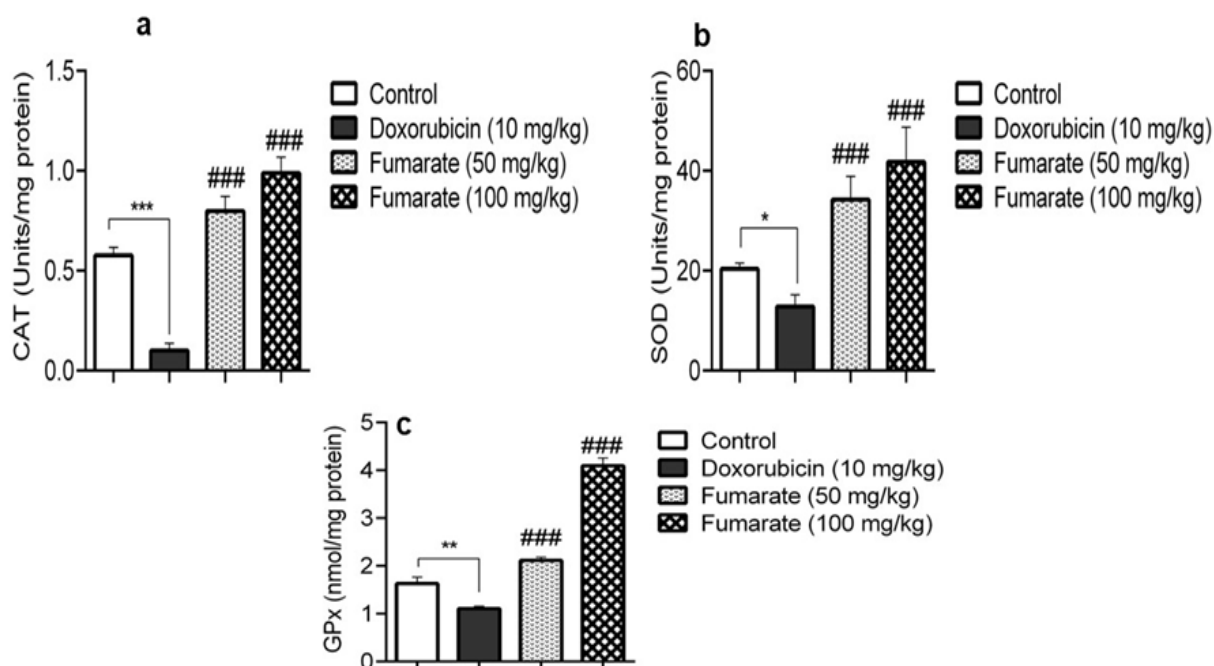 a
CAT (Units/mg protein)
1.5
1.0
0.5
0.0
***
###
###
Control
Doxorubicin (10 mg/kg)
Fumarate (50 mg/kg)
Fumarate (100 mg/kg)
b
SOD (Units/mg protein)
60
40
20
0
*
###
###
Control
Doxorubicin (10 mg/kg)
Fumarate (50 mg/kg)
Fumarate (100 mg/kg)
c
GPx (nmol/mg protein)
5
4
3
2
1
0
**
###
###
Control
Doxorubicin (10 mg/kg)
Fumarate (50 mg/kg)
Fumarate (100 mg/kg)